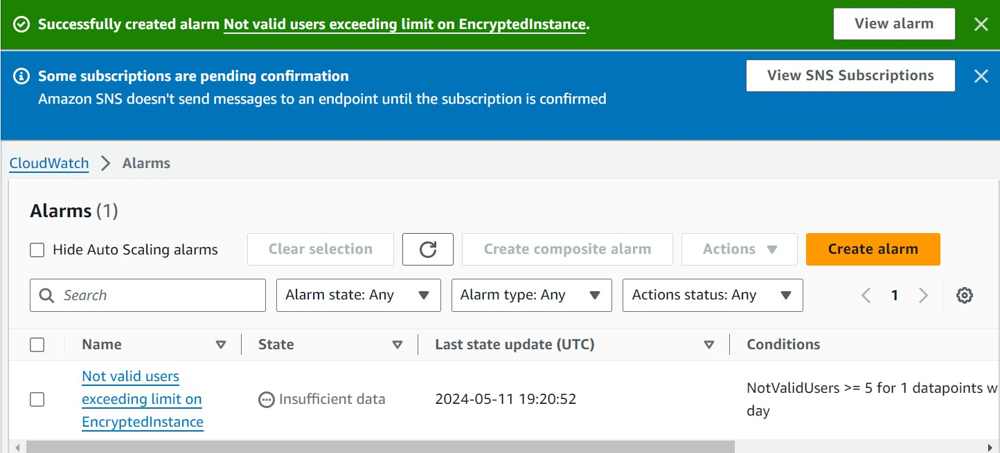 Successfully created alarm Not valid users exceeding limit on EncryptedInstance.
View alarm
Some subscriptions are pending confirmation
View SNS Subscriptions
Amazon SNS doesn't send messages to an endpoint until the subscription is confirmed
CloudWatch
Alarms
Alarms (1)
Hide Auto Scaling alarms
Clear selection
Create composite alarm
Actions
Create alarm
Search
Alarm state: Any
Alarm type: Any
Actions status: Any
1
Name
State
Last state update (UTC)
Conditions
Not valid users
exceeding limit on
EncryptedInstance
Insufficient data
2024-05-11 19:20:52
NotValidUsers >= 5 for 1 datapoints
day